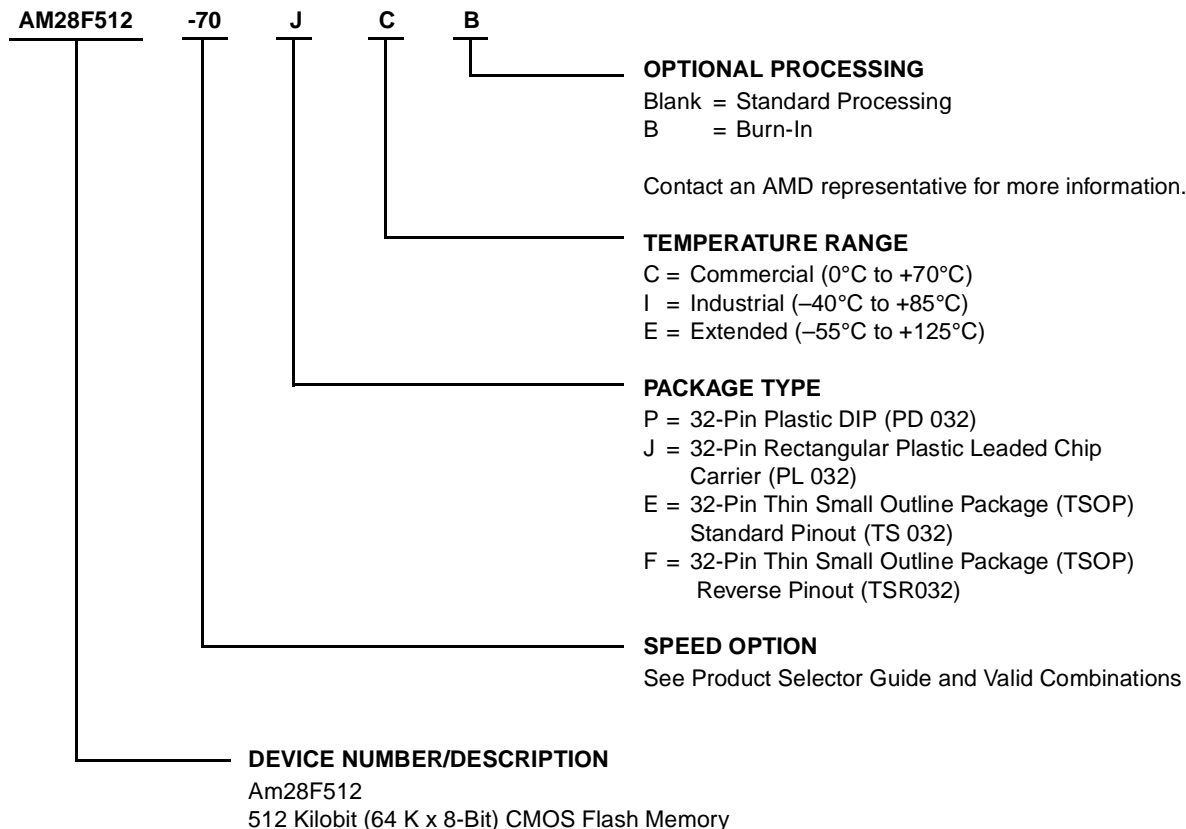 AM28F512 -70 J C B
OPTIONAL PROCESSING
Blank = Standard Processing
B = Burn-In
Contact an AMD representative for more information.
TEMPERATURE RANGE
C = Commercial (0°C to +70°C)
I = Industrial (–40°C to +85°C)
E = Extended (–55°C to +125°C)
PACKAGE TYPE
P = 32-Pin Plastic DIP (PD 032)
J = 32-Pin Rectangular Plastic Leaded Chip
Carrier (PL 032)
E = 32-Pin Thin Small Outline Package (TSOP)
Standard Pinout (TS 032)
F = 32-Pin Thin Small Outline Package (TSOP)
Reverse Pinout (TSR032)
SPEED OPTION
See Product Selector Guide and Valid Combinations
DEVICE NUMBER/DESCRIPTION
Am28F512
512 Kilobit (64 K x 8-Bit) CMOS Flash Memory